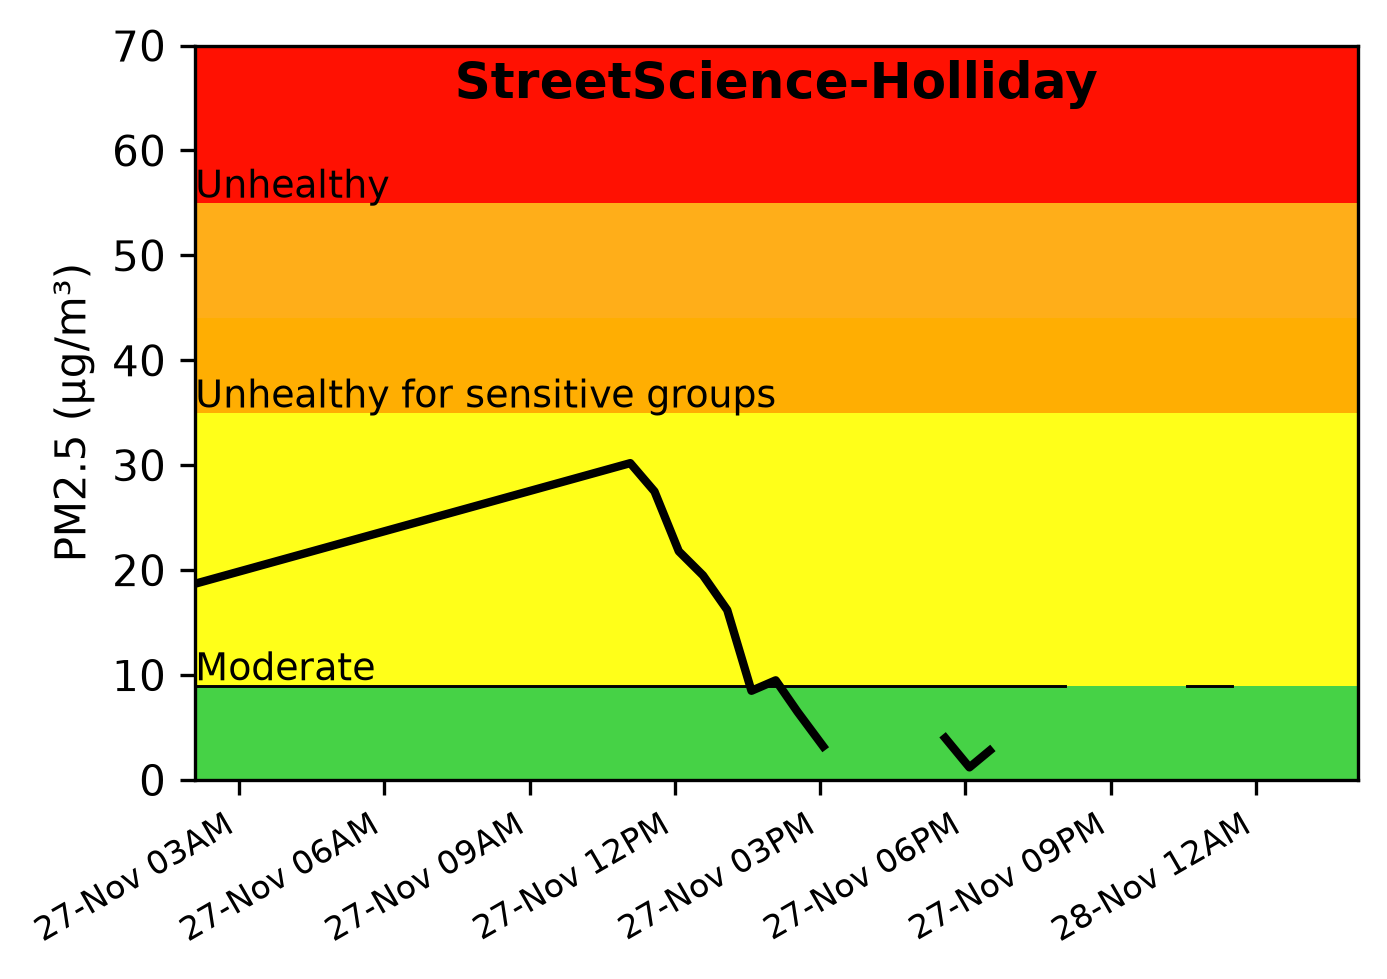 StreetScience-Holliday
70
60
50
40
30
20
10
0
PM2.5 (µg/m³)
Unhealthy
Unhealthy for sensitive groups
Moderate
27-Nov 03AM
27-Nov 06AM
27-Nov 09AM
27-Nov 12PM
27-Nov 03PM
27-Nov 06PM
27-Nov 09PM
28-Nov 12AM